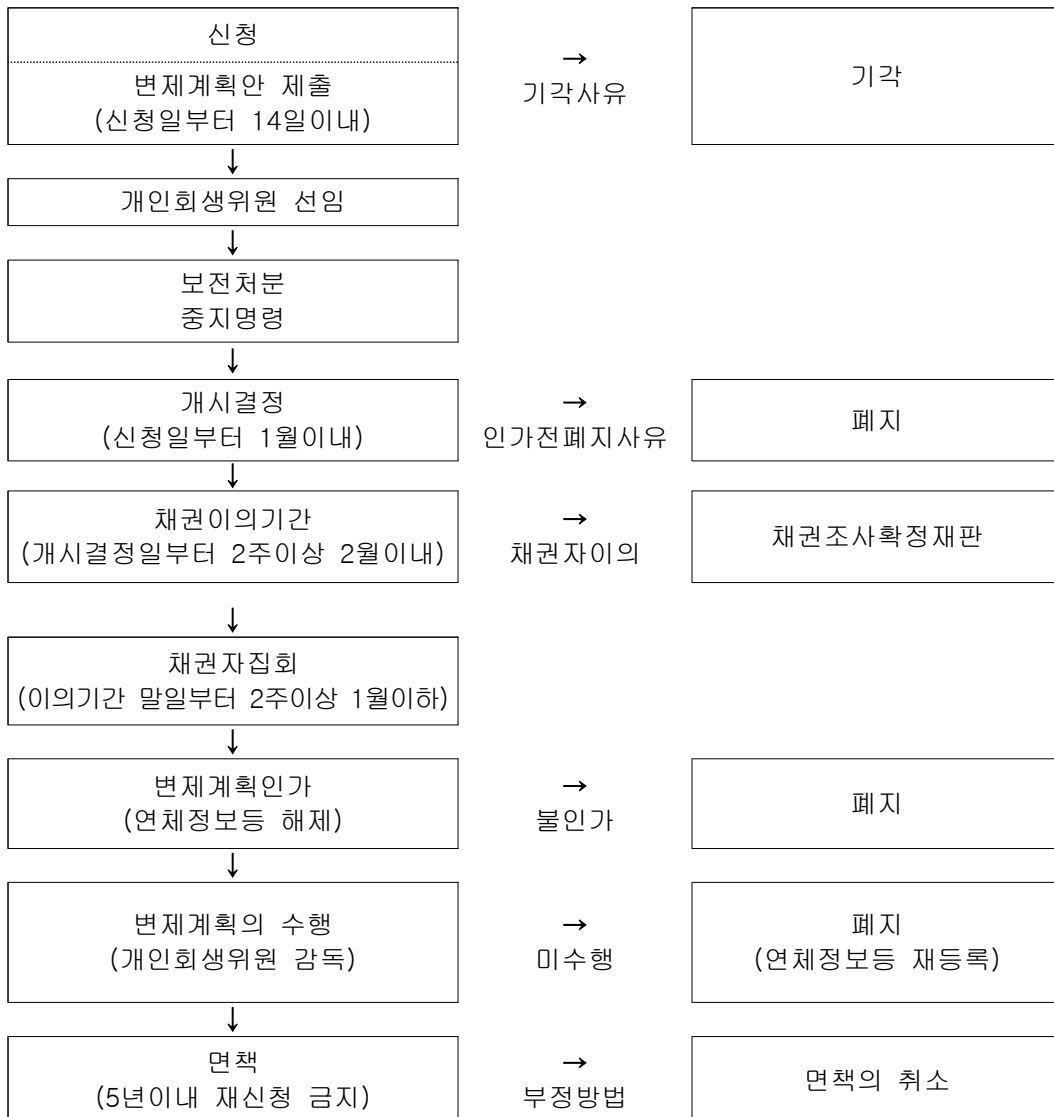 신청
변제계획안 제출
(신청일부터 14일이내)
→
기각사유
기각
↓
개인회생위원 선임
↓
보전처분
중지명령
↓
개시결정
(신청일부터 1월이내)
→
인가전폐지사유
폐지
↓
채권이의기간
(개시결정일부터 2주이상 2월이내)
→
채권자이의
채권조사확정재판
↓
채권자집회
(이의기간 말일부터 2주이상 1월이하)
↓
변제계획인가
(연체정보등 해제)
→
불인가
폐지
↓
변제계획의 수행
(개인회생위원 감독)
→
미수행
폐지
(연체정보등 재등록)
↓
면책
(5년이내 재신청 금지)
→
부정방법
면책의 취소